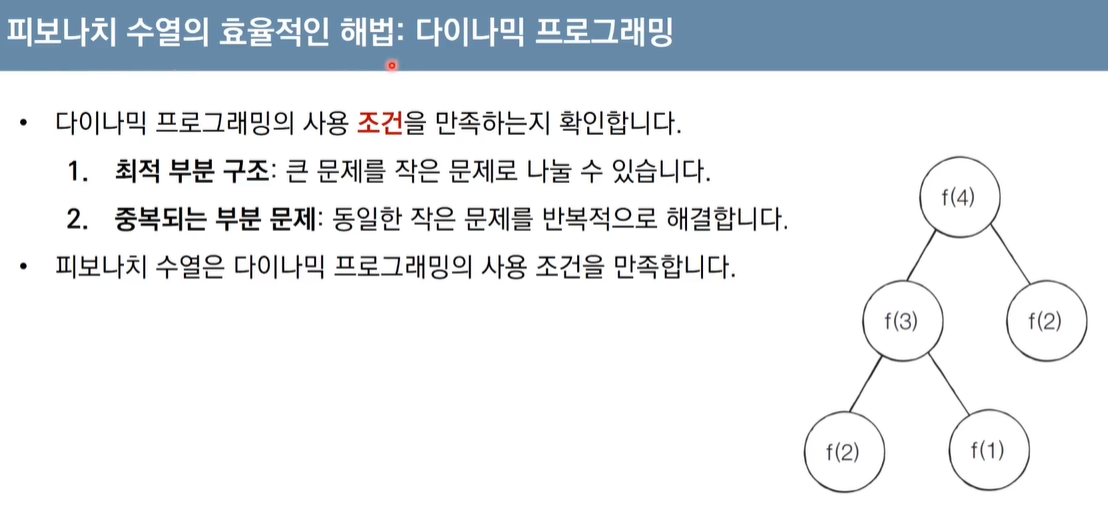 피보나치 수열의 효율적인 해법: 다이나믹 프로그래밍
• 다이나믹 프로그래밍의 사용 조건을 만족하는지 확인합니다.
1. 최적 부분 구조: 큰 문제를 작은 문제로 나눌 수 있습니다.
2. 중복되는 부분 문제: 동일한 작은 문제를 반복적으로 해결합니다.
• 피보나치 수열은 다이나믹 프로그래밍의 사용 조건을 만족합니다.
f(4)
f(3)
f(2)
f(2)
f(1)